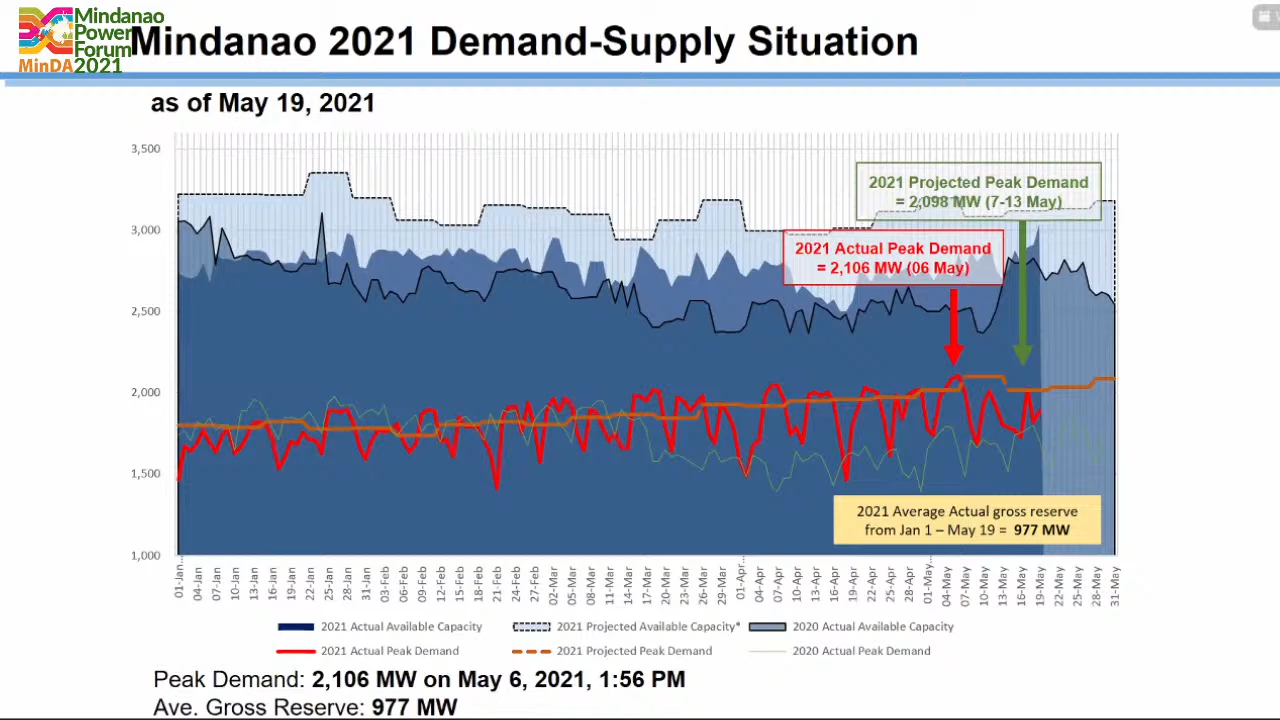 Mindanao
Power
Forum
MinDA2021
Mindanao 2021 Demand-Supply Situation
as of May 19, 2021
3,500
3,000
2,500
2,000
1,500
1,000
2021 Projected Peak Demand
= 2,098 MW (7-13 May)
2021 Actual Peak Demand
= 2,106 MW (06 May)
2021 Average Actual gross reserve
from Jan 1 – May 19 = 977 MW
01-Jan...
04-Jan
07-Jan
10-Jan
13-Jan
16-Jan
19-Jan
22-Jan
25-Jan
28-Jan
31-Jan
03-Feb
06-Feb
09-Feb
12-Feb
15-Feb
18-Feb
21-Feb
24-Feb
27-Feb
02-Mar
05-Mar
08-Mar
11-Mar
14-Mar
17-Mar
20-Mar
23-Mar
26-Mar
29-Mar
01-Apr...
04-Apr
07-Apr
10-Apr
13-Apr
16-Apr
19-Apr
22-Apr
25-Apr
28-Apr
01-May...
04-May
07-May
10-May
13-May
16-May
19-May
22-May
25-May
28-May
31-May
2021 Actual Available Capacity
2021 Projected Available Capacity*
2020 Actual Available Capacity
2021 Actual Peak Demand
2021 Projected Peak Demand
2020 Actual Peak Demand
Peak Demand: 2,106 MW on May 6, 2021, 1:56 PM
Ave. Gross Reserve: 977 MW